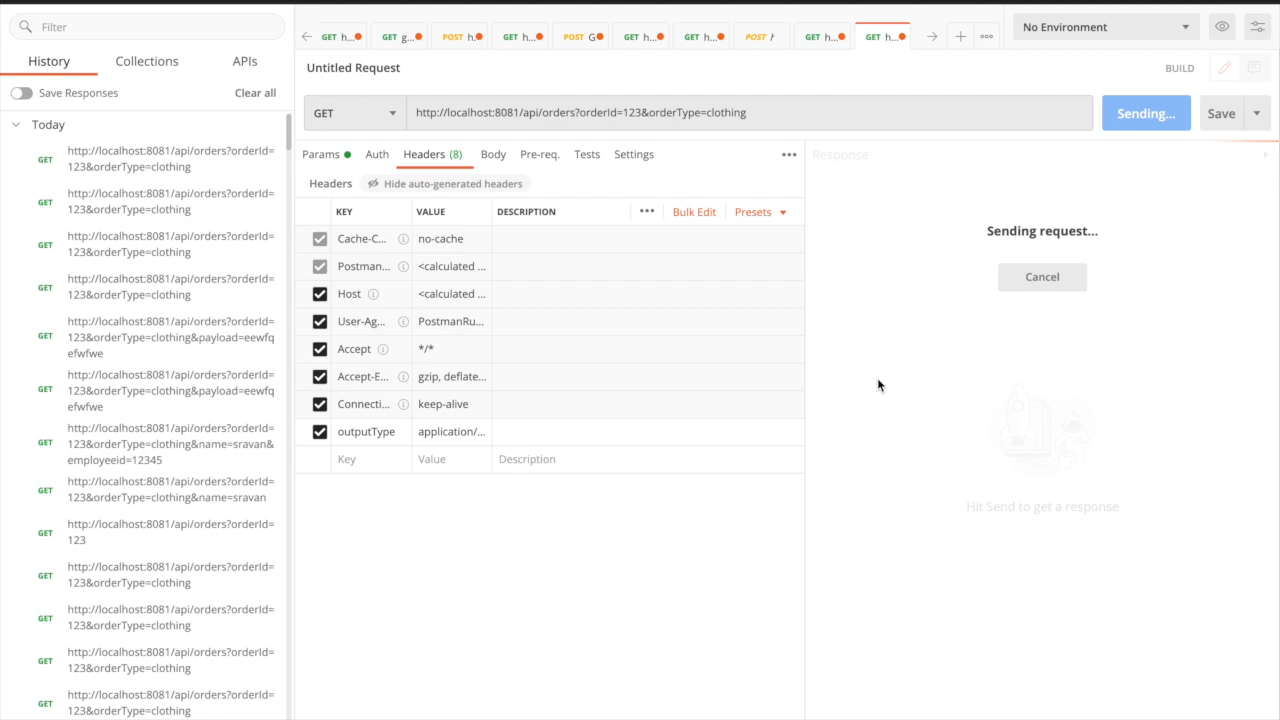 Filter
History Collections APIs
Save Responses Clear all
Today
GET http://localhost:8081/api/orders?orderId=
123&orderType=clothing
GET http://localhost:8081/api/orders?orderId=
123&orderType=clothing
GET http://localhost:8081/api/orders?orderId=
123&orderType=clothing
GET http://localhost:8081/api/orders?orderId=
123&orderType=clothing
GET http://localhost:8081/api/orders?orderId=
123&orderType=clothing&payload=eewfq
efwfwe
GET http://localhost:8081/api/orders?orderId=
123&orderType=clothing&payload=eewfq
efwfwe
GET http://localhost:8081/api/orders?orderId=
123&orderType=clothing&name=sravan&
employeeid=12345
GET http://localhost:8081/api/orders?orderId=
123&orderType=clothing&name=sravan
GET http://localhost:8081/api/orders?orderId=
123
GET http://localhost:8081/api/orders?orderId=
123&orderType=clothing
GET http://localhost:8081/api/orders?orderId=
123&orderType=clothing
GET http://localhost:8081/api/orders?orderId=
123&orderType=clothing
GET http://localhost:8081/api/orders?orderId=
123&orderType=clothing
GET h... GET g... POST h. GET h... POST G GET h... GET h... POST h GET h... GET h...
No Environment
Untitled Request
BUILD
GET http://localhost:8081/api/orders?orderId=123&orderType=clothing
Sending... Save
Params Auth Headers (8) Body Pre-req. Tests Settings
Headers Hide auto-generated headers
KEY VALUE DESCRIPTION Bulk Edit Presets
Cache-C... no-cache
Postman... <calculated ...
Host <calculated ...
User-Ag... PostmanRu...
Accept */*
Accept-E... gzip, deflate...
Connecti... keep-alive
outputType application/...
Key Value Description
Response
Sending request...
Cancel
Hit Send to get a response